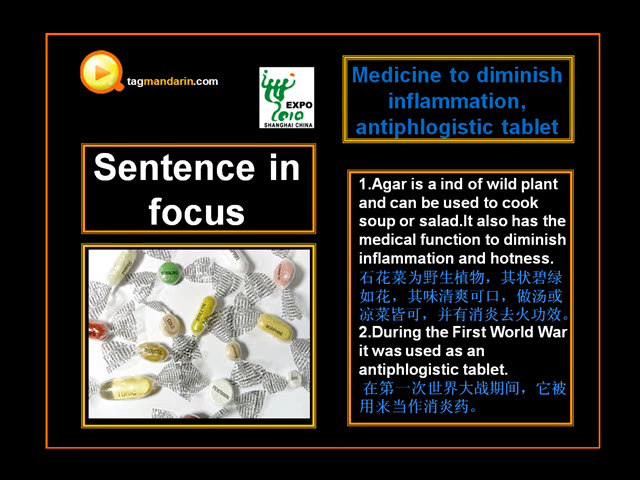 tagmandarin.com
EXPO
2010
SHANGHAI CHINA
Medicine to diminish
inflammation,
antiphlogistic tablet
Sentence in
focus
1.Agar is a ind of wild plant
and can be used to cook
soup or salad.It also has the
medical function to diminish
inflammation and hotness.
石花菜为野生植物，其状碧绿
如花，其味清爽可口，做汤或
凉菜皆可，并有消炎去火功效。
2.During the First World War
it was used as an
antiphlogistic tablet.
在第一次世界大战期间，它被
用来当作消炎药。